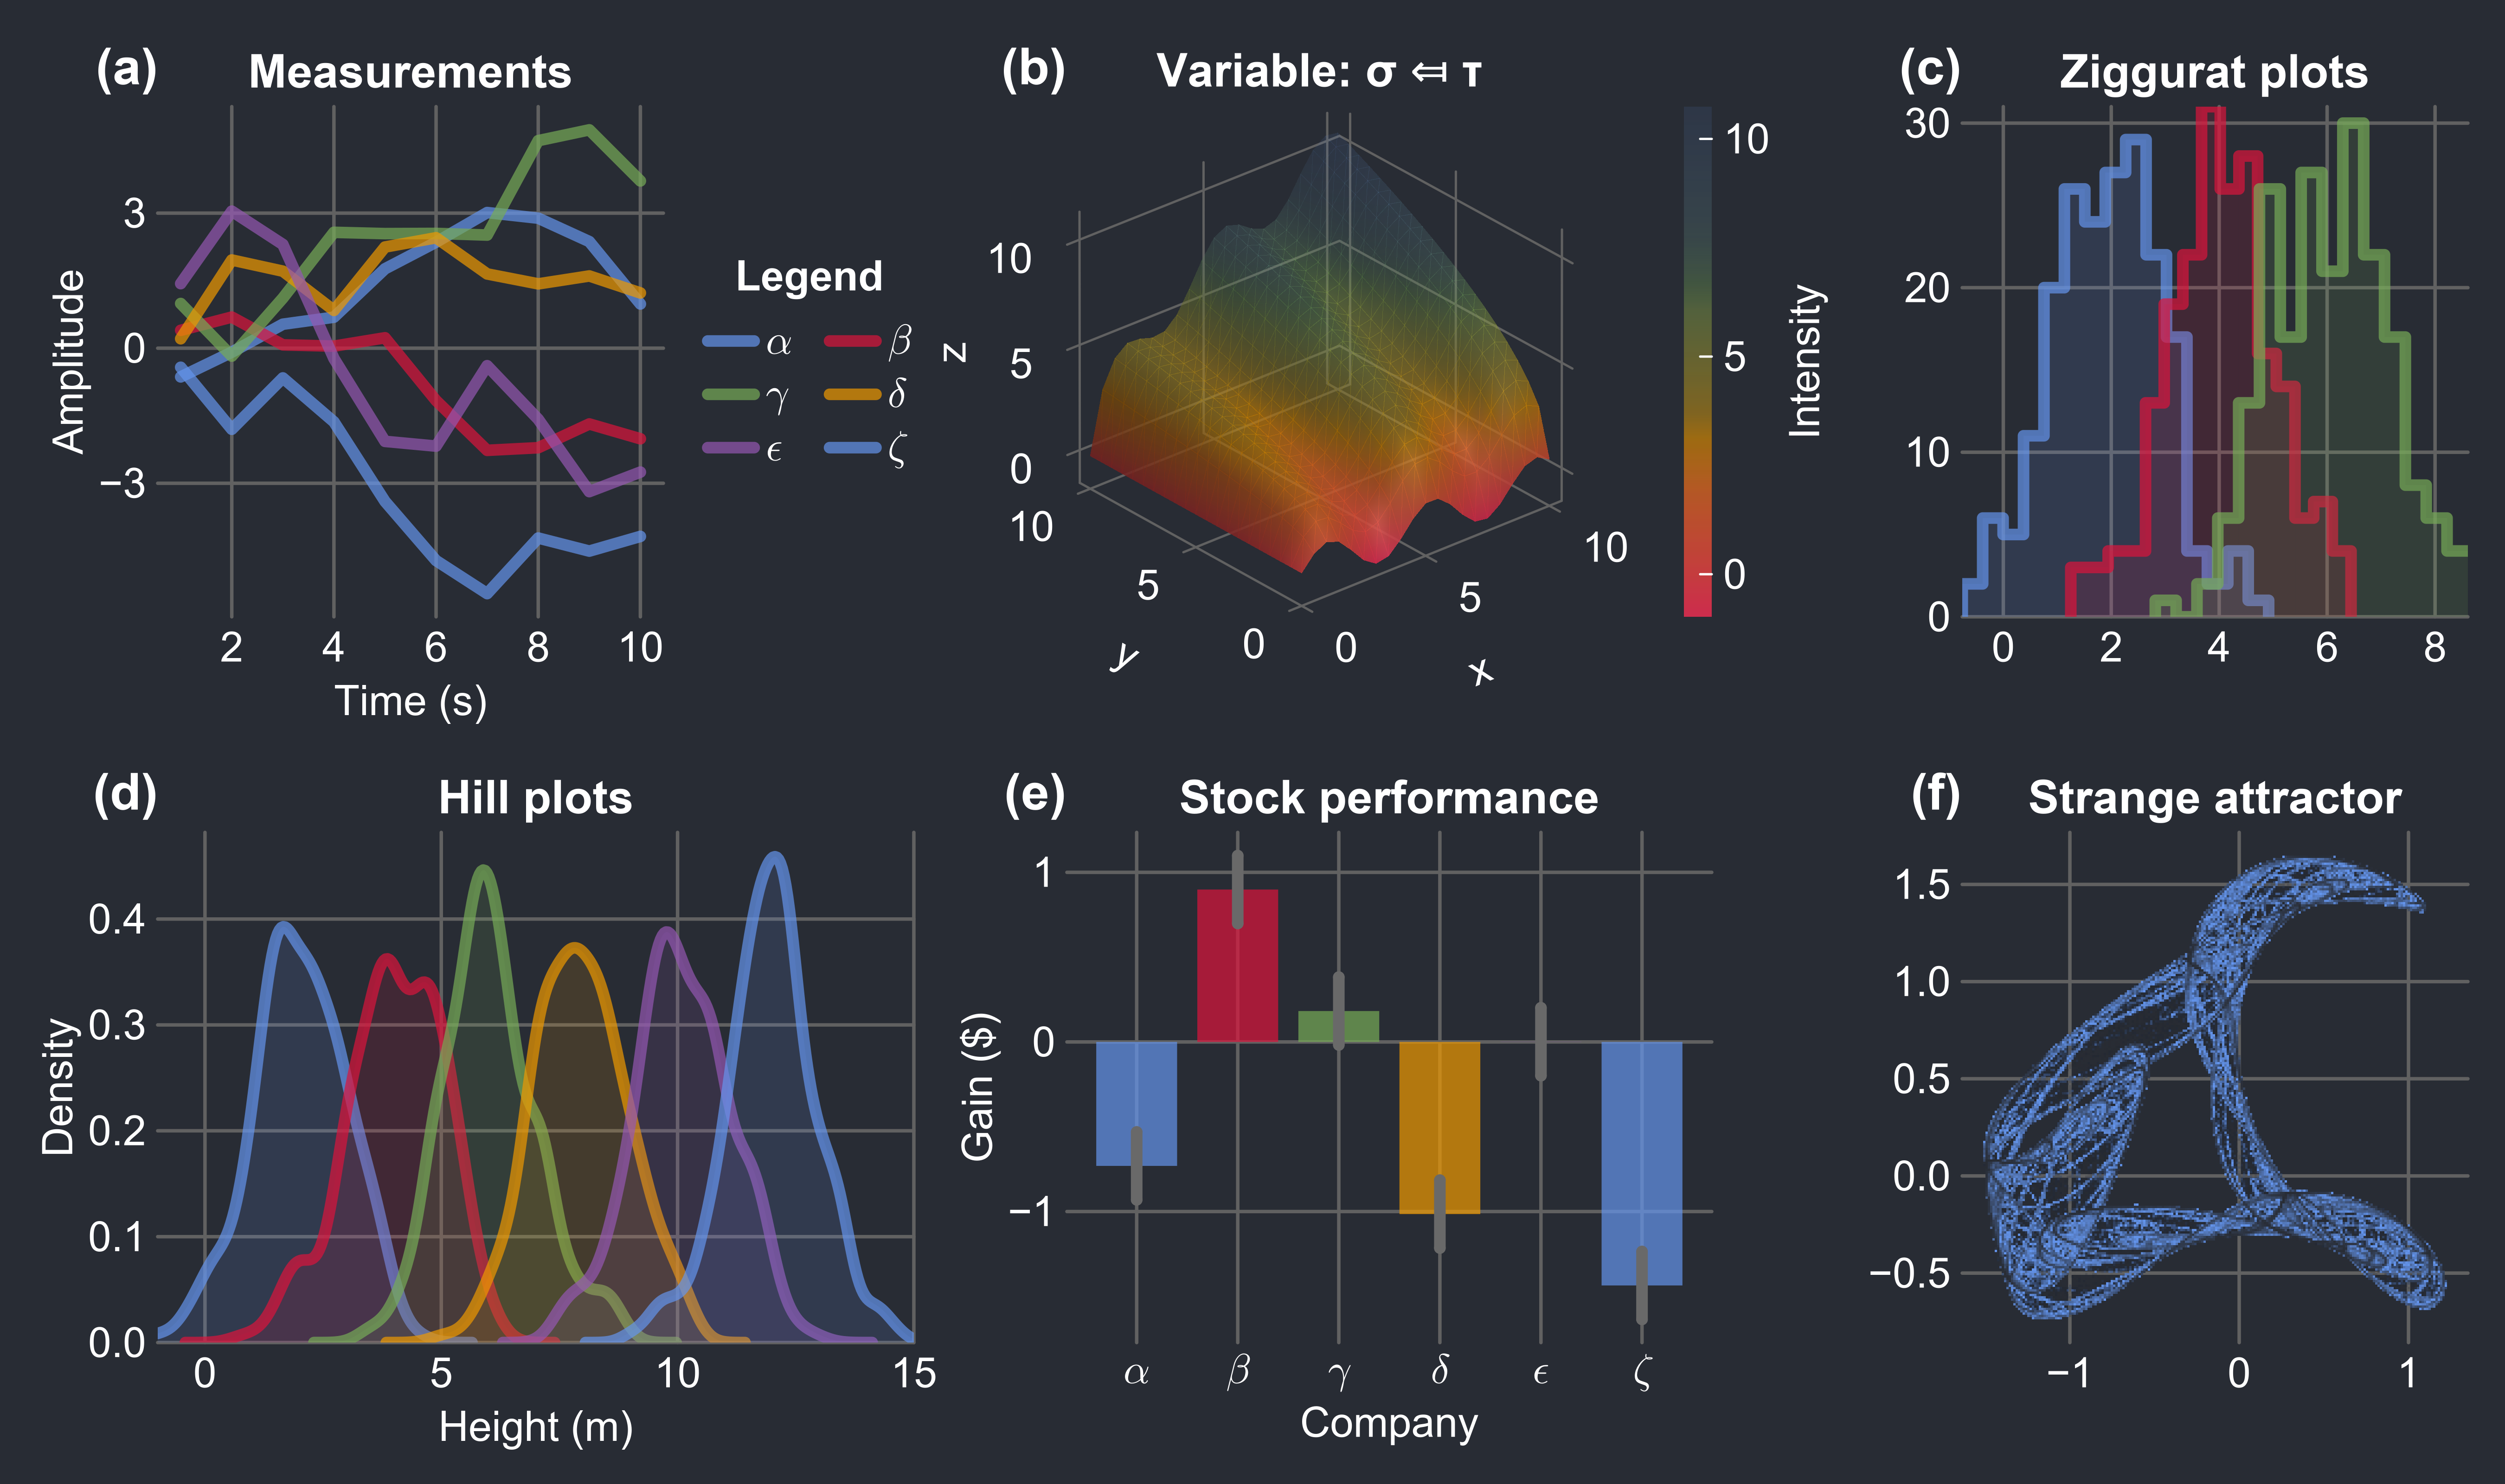 (a)
Measurements
Amplitude
3
0
−3
2 4 6 8 10
Time (s)
Legend
α β
γ δ
ϵ ζ
(b)
Variable: σ ⤆ τ
z
10
5
0
10
5
0
y
0
5
10
x
10
5
0
Intensity
(c)
Ziggurat plots
30
20
10
0
0 2 4 6 8
(d)
Hill plots
Density
0.4
0.3
0.2
0.1
0.0
0 5 10 15
Height (m)
(e)
Stock performance
Gain ($)
1
0
−1
α β γ δ ϵ ζ
Company
(f)
Strange attractor
1.5
1.0
0.5
0.0
−0.5
−1 0 1